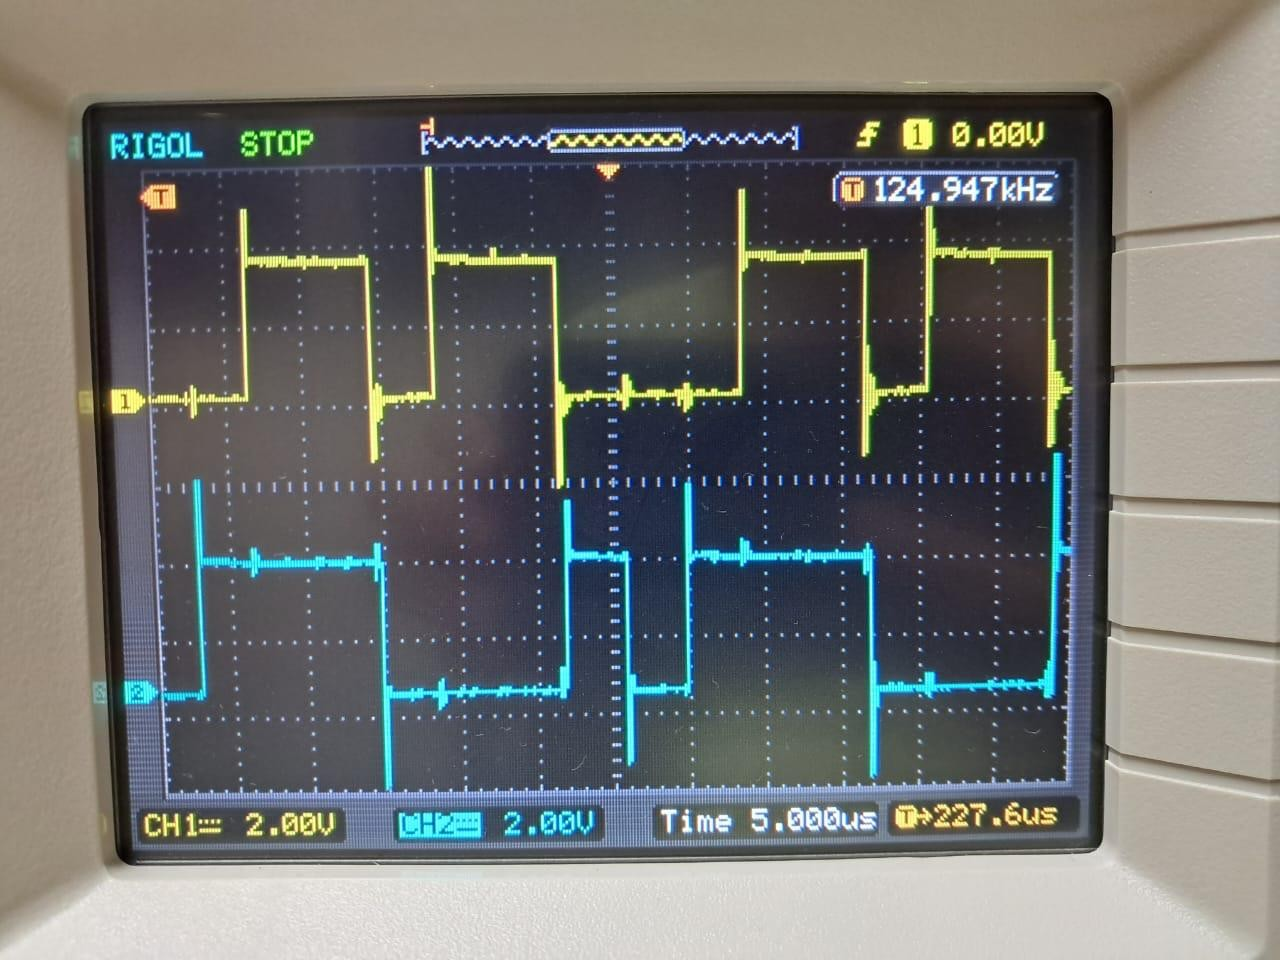 RIGOL STOP T 1 0.00V
T T 124.947kHz
1
2
CH1 2.00V CH2 2.00V Time 5.000us T→227.6us